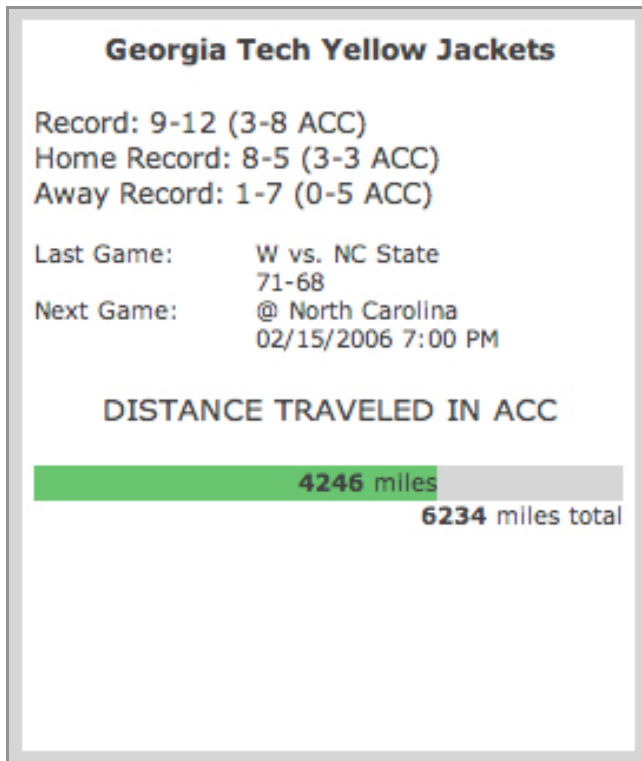 Georgia Tech Yellow Jackets
Record: 9-12 (3-8 ACC)
Home Record: 8-5 (3-3 ACC)
Away Record: 1-7 (0-5 ACC)
Last Game: W vs. NC State
71-68
Next Game: @ North Carolina
02/15/2006 7:00 PM
DISTANCE TRAVELED IN ACC
4246 miles
6234 miles total